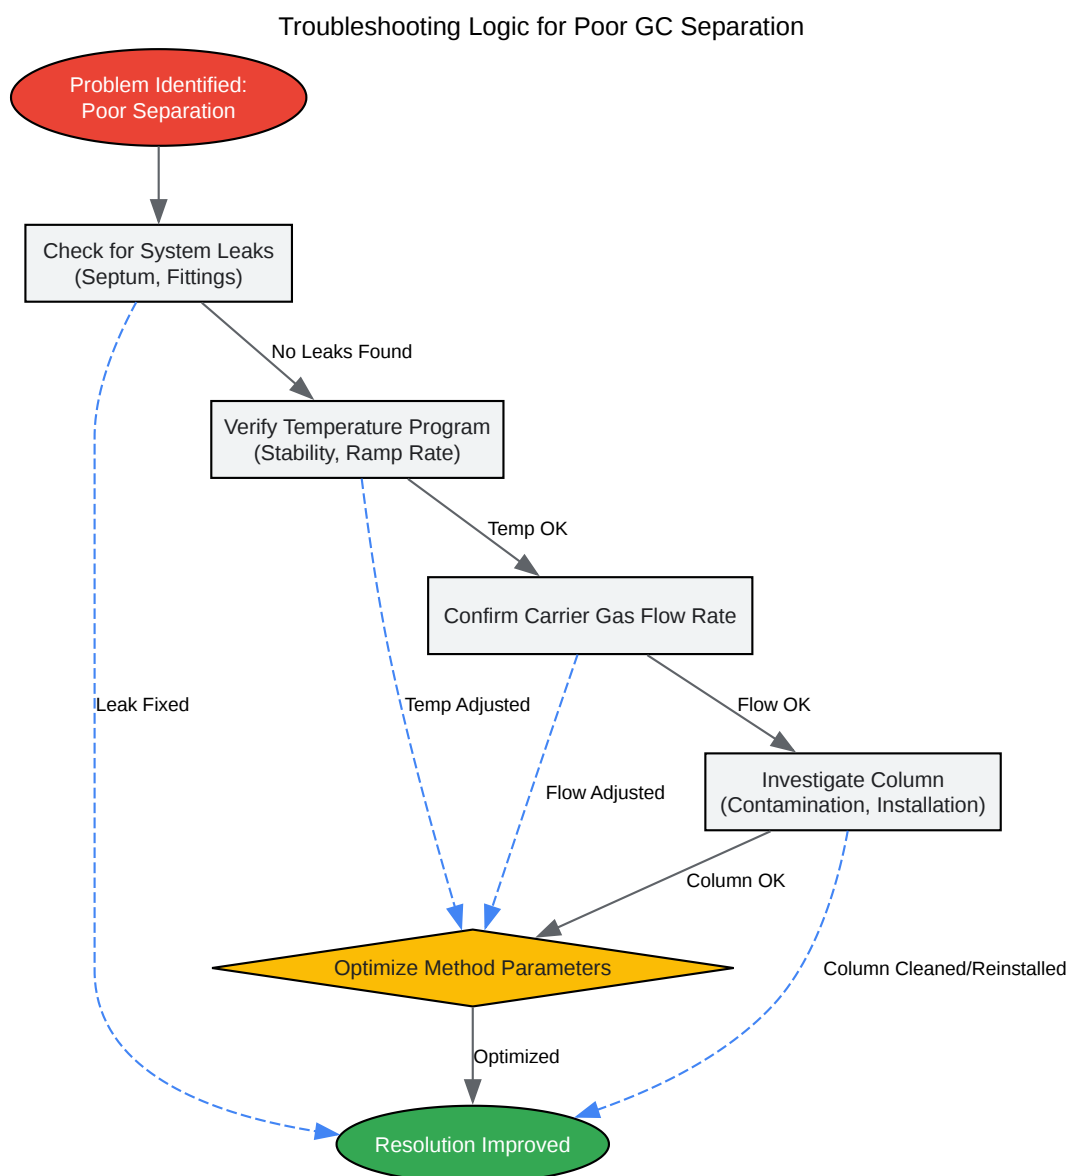 Troubleshooting Logic for Poor GC Separation
Problem Identified:
Poor Separation
Check for System Leaks
(Septum, Fittings)
No Leaks Found
Verify Temperature Program
(Stability, Ramp Rate)
Temp OK
Confirm Carrier Gas Flow Rate
Leak Fixed
Temp Adjusted
Flow OK
Flow Adjusted
Investigate Column
(Contamination, Installation)
Column OK
Optimize Method Parameters
Column Cleaned/Reinstalled
Optimized
Resolution Improved